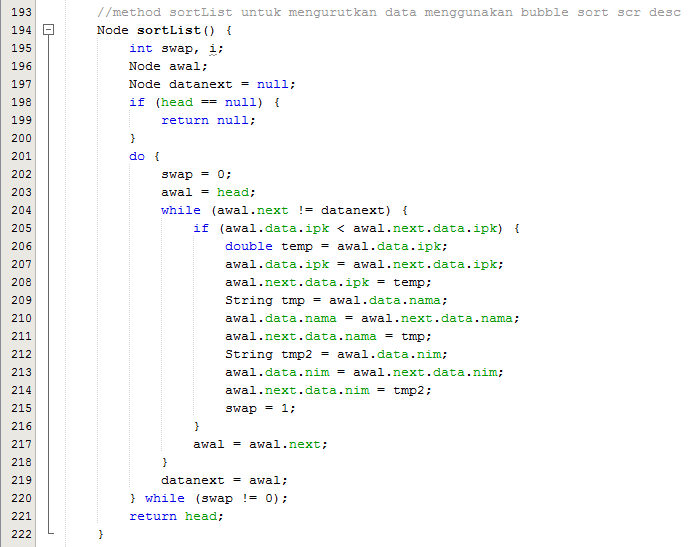 193 //method sortList untuk mengurutkan data menggunakan bubble sort scr desc
194 Node sortList() {
195 int swap, i;
196 Node awal;
197 Node datanext = null;
198 if (head == null) {
199 return null;
200 }
201 do {
202 swap = 0;
203 awal = head;
204 while (awal.next != datanext) {
205 if (awal.data.ipk < awal.next.data.ipk) {
206 double temp = awal.data.ipk;
207 awal.data.ipk = awal.next.data.ipk;
208 awal.next.data.ipk = temp;
209 String tmp = awal.data.nama;
210 awal.data.nama = awal.next.data.nama;
211 awal.next.data.nama = tmp;
212 String tmp2 = awal.data.nim;
213 awal.data.nim = awal.next.data.nim;
214 awal.next.data.nim = tmp2;
215 swap = 1;
216 }
217 awal = awal.next;
218 }
219 datanext = awal;
220 } while (swap != 0);
221 return head;
222 }